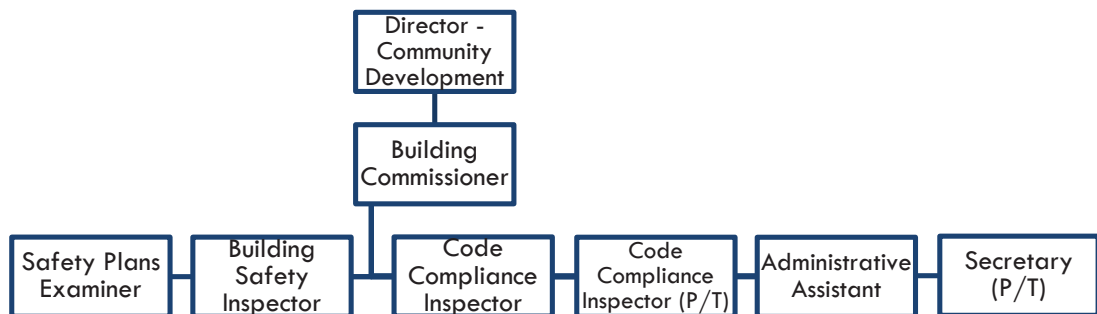 Director -
Community
Development
Building
Commissioner
Safety Plans
Examiner
Building
Safety
Inspector
Code
Compliance
Inspector
Code
Compliance
Inspector (P/T)
Administrative
Assistant
Secretary
(P/T)